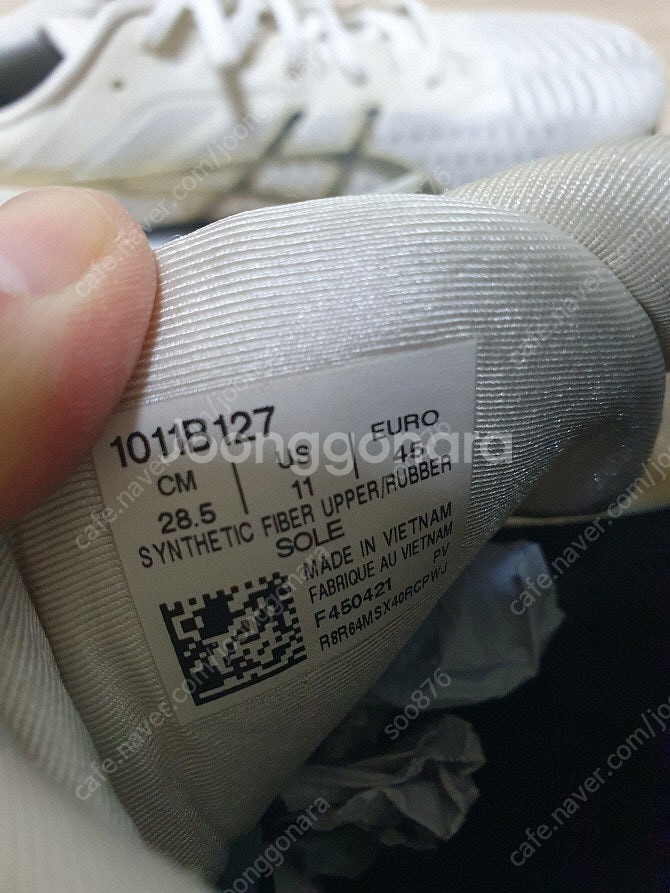 1011B127
CM US EURO
28.5 11 45
SYNTHETIC FIBER UPPER/RUBBER
SOLE
MADE IN VIETNAM
FABRIQUE AU VIETNAM
F450421 PV
R8R64MSX40RCPWJ
Joonggonara
cafe.naver.com/joonggonara
soo876